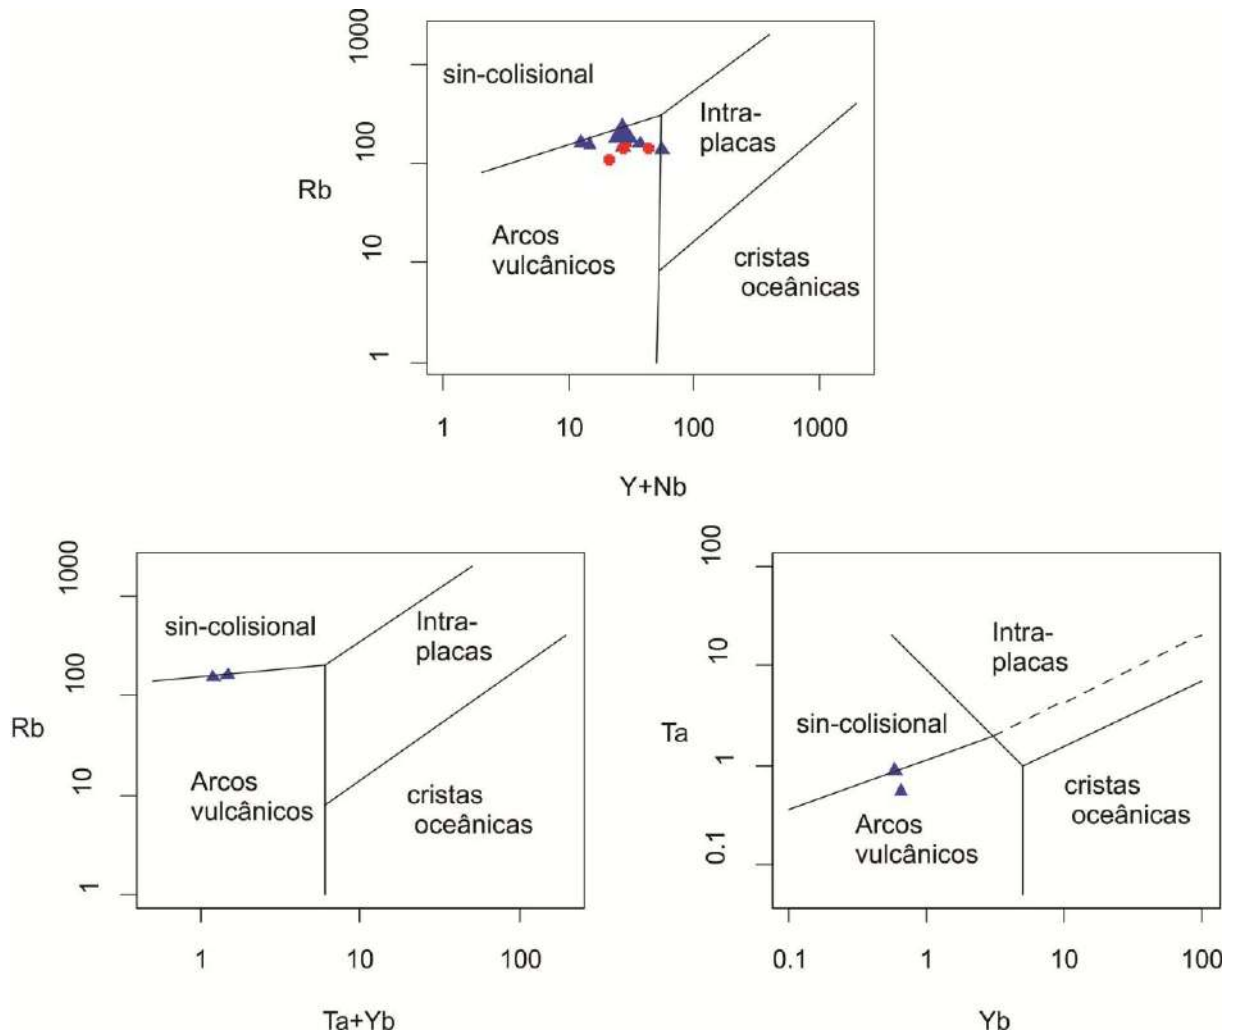 1000
100
10
1
Rb
sin-colisional
Intra-
placas
Arcos
vulcânicos
cristas
oceânicas
1 10 100 1000
Y+Nb
1000
100
10
1
Rb
sin-colisional
Intra-
placas
Arcos
vulcânicos
cristas
oceânicas
1 10 100
Ta+Yb
100
10
1
0.1
Ta
Intra-
placas
sin-colisional
Arcos
vulcânicos
cristas
oceânicas
0.1 1 10 100
Yb